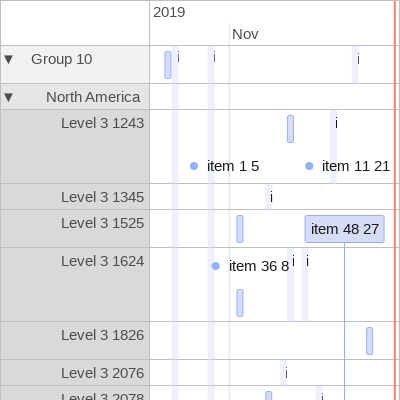 2019
Nov
▼ Group 10 i i i
▼ North America
Level 3 1243 i
item 1 5 item 11 21
Level 3 1345 i
Level 3 1525 item 48 27
Level 3 1624 item 36 8 i i
Level 3 1826
Level 3 2076 i
Level 3 2078 i